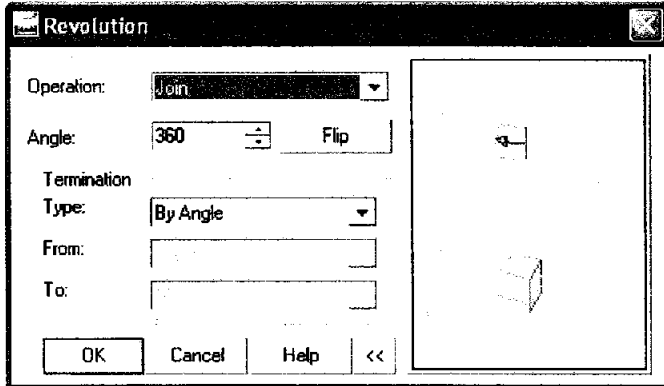 Revolution
Operation: Join
Angle: 360 Flip
Termination
Type: By Angle
From:
To:
OK Cancel Help <<